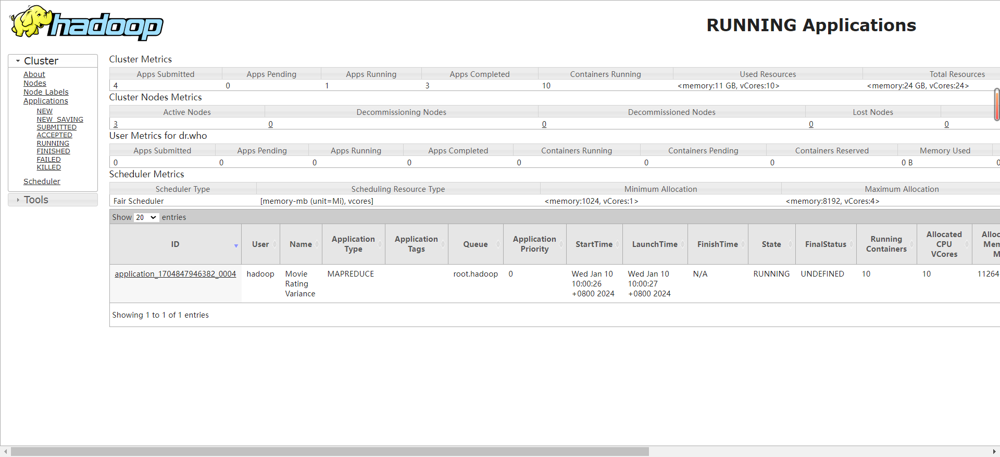 hadoop
RUNNING Applications
Cluster
About
Nodes
Node Labels
Applications
NEW
NEW_SAVING
SUBMITTED
ACCEPTED
RUNNING
FINISHED
FAILED
KILLED
Scheduler
Tools
Cluster Metrics
Apps Submitted Apps Pending Apps Running Apps Completed Containers Running Used Resources Total Resources
4 0 1 3 10 <memory:11 GB, vCores:10> <memory:24 GB, vCores:24>
Cluster Nodes Metrics
Active Nodes Decommissioning Nodes Decommissioned Nodes Lost Nodes
3 0 0 0 0
User Metrics for dr.who
Apps Submitted Apps Pending Apps Running Apps Completed Containers Running Containers Pending Containers Reserved Memory Used
0 0 0 0 0 0 0 0 B 0
Scheduler Metrics
Scheduler Type Scheduling Resource Type Minimum Allocation Maximum Allocation
Fair Scheduler [memory-mb (unit=Mi), vcores] <memory:1024, vCores:1> <memory:8192, vCores:4>
Show 20 entries
ID User Name Application Type Application Tags Queue Application Priority StartTime LaunchTime FinishTime State FinalStatus Running Containers Allocated CPU VCores
application_1704847946382_0004 hadoop Movie Rating Variance MAPREDUCE root.hadoop 0 Wed Jan 10 10:00:26 +0800 2024 Wed Jan 10 10:00:27 +0800 2024 N/A RUNNING UNDEFINED 10 10 11264
Showing 1 to 1 of 1 entries